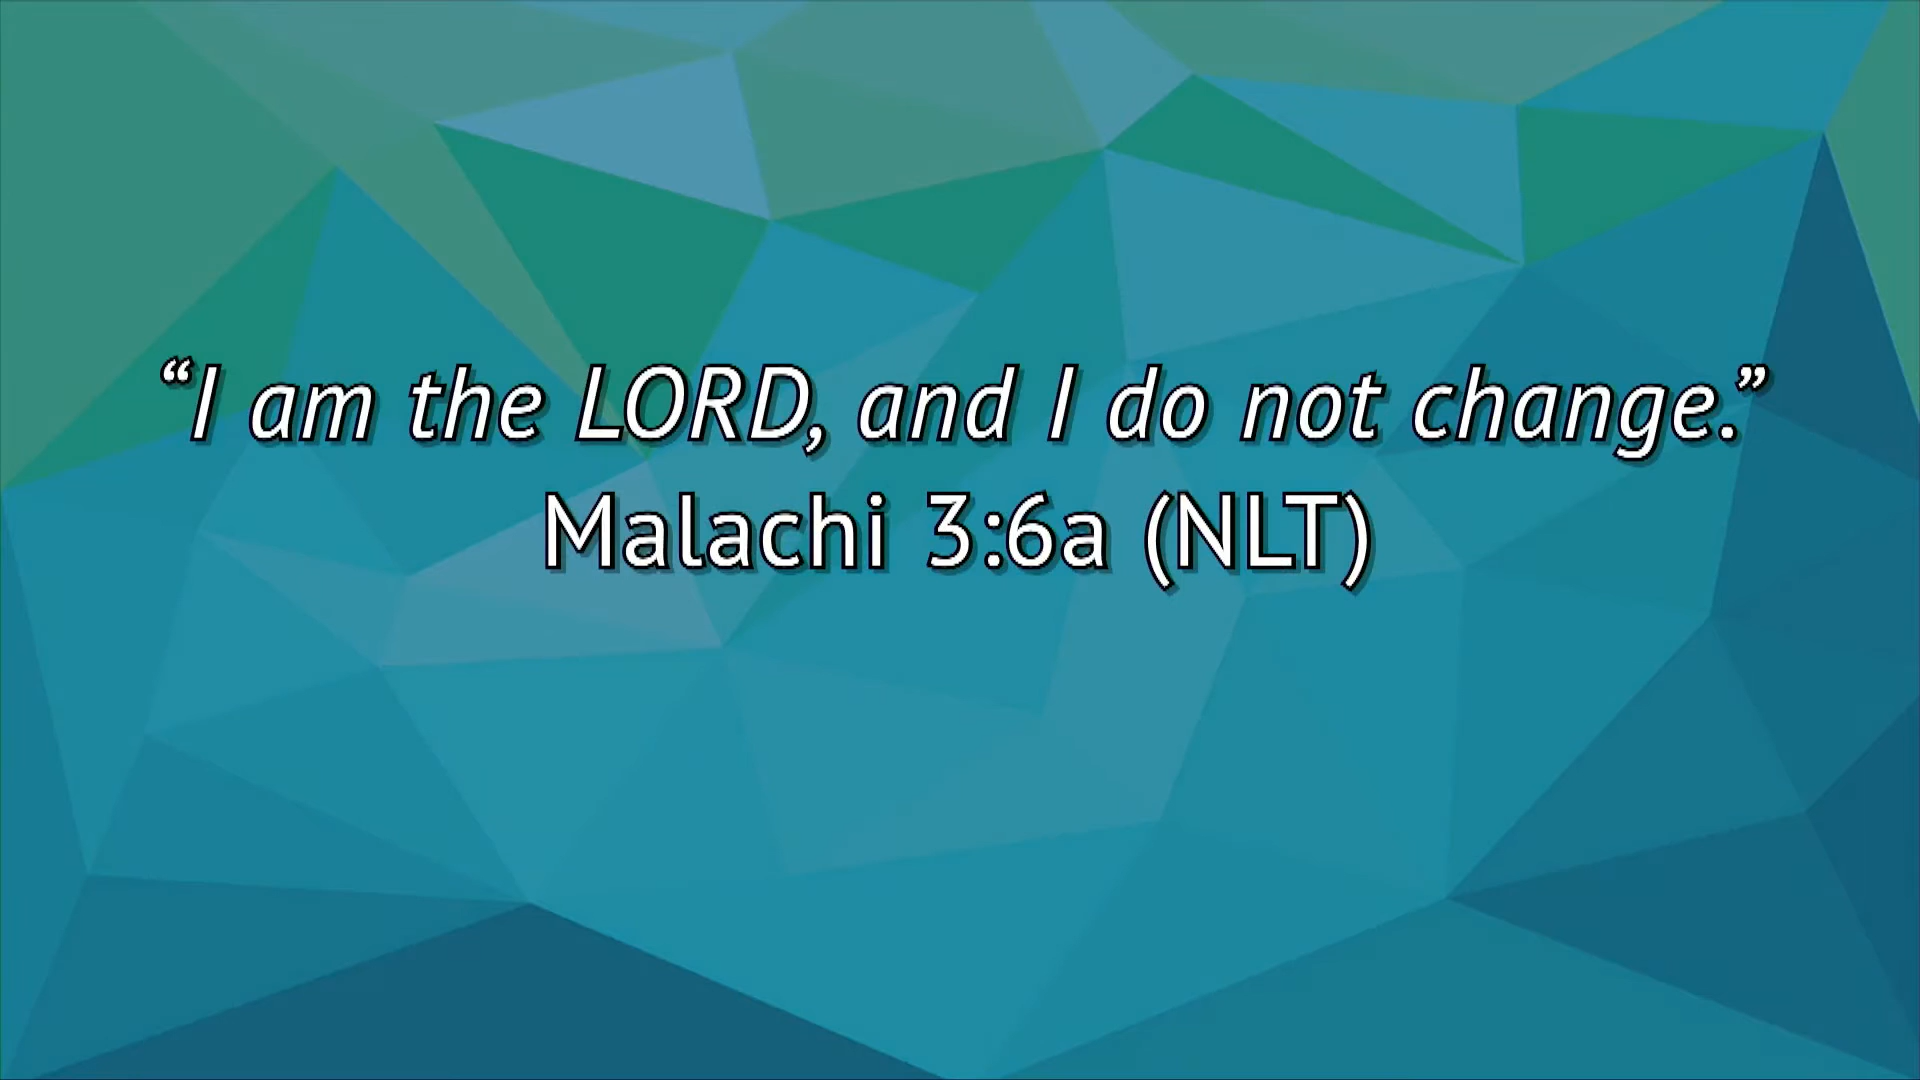 “I am the LORD, and I do not change.”
Malachi 3:6a (NLT)